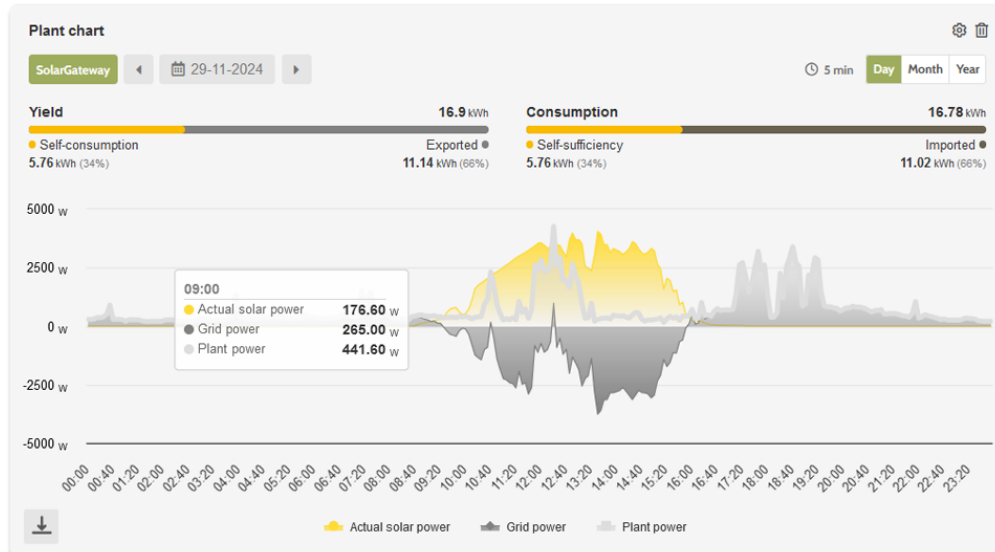 Plant chart
SolarGateway 29-11-2024 5 min Day Month Year
Yield 16.9 kWh
Self-consumption Exported
5.76 kWh (34%) 11.14 kWh (66%)
Consumption 16.78 kWh
Self-sufficiency Imported
5.76 kWh (34%) 11.02 kWh (66%)
5000 W
2500 W
0 W
-2500 W
-5000 W
09:00
Actual solar power 176.60 W
Grid power 265.00 W
Plant power 441.60 W
00:00 00:40 01:20 02:00 02:40 03:20 04:00 04:40 05:20 06:00 06:40 07:20 08:00 08:40 09:20 10:00 10:40 11:20 12:00 12:40 13:20 14:00 14:40 15:20 16:00 16:40 17:20 18:00 18:40 19:20 20:00 20:40 21:20 22:00 22:40 23:20
Actual solar power Grid power Plant power